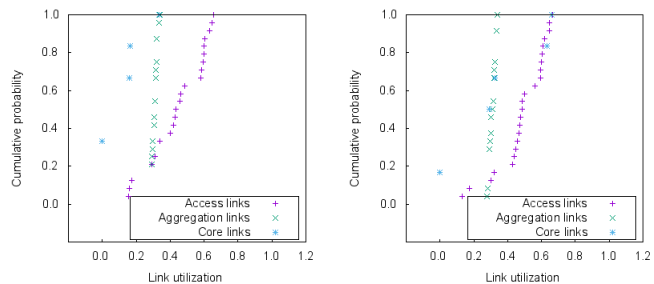 1.0
0.8
0.6
0.4
0.2
0.0
Cumulative probability
Access links
Aggregation links
Core links
0.0 0.2 0.4 0.6 0.8 1.0 1.2
Link utilization
1.0
0.8
0.6
0.4
0.2
0.0
Cumulative probability
Access links
Aggregation links
Core links
0.0 0.2 0.4 0.6 0.8 1.0 1.2
Link utilization